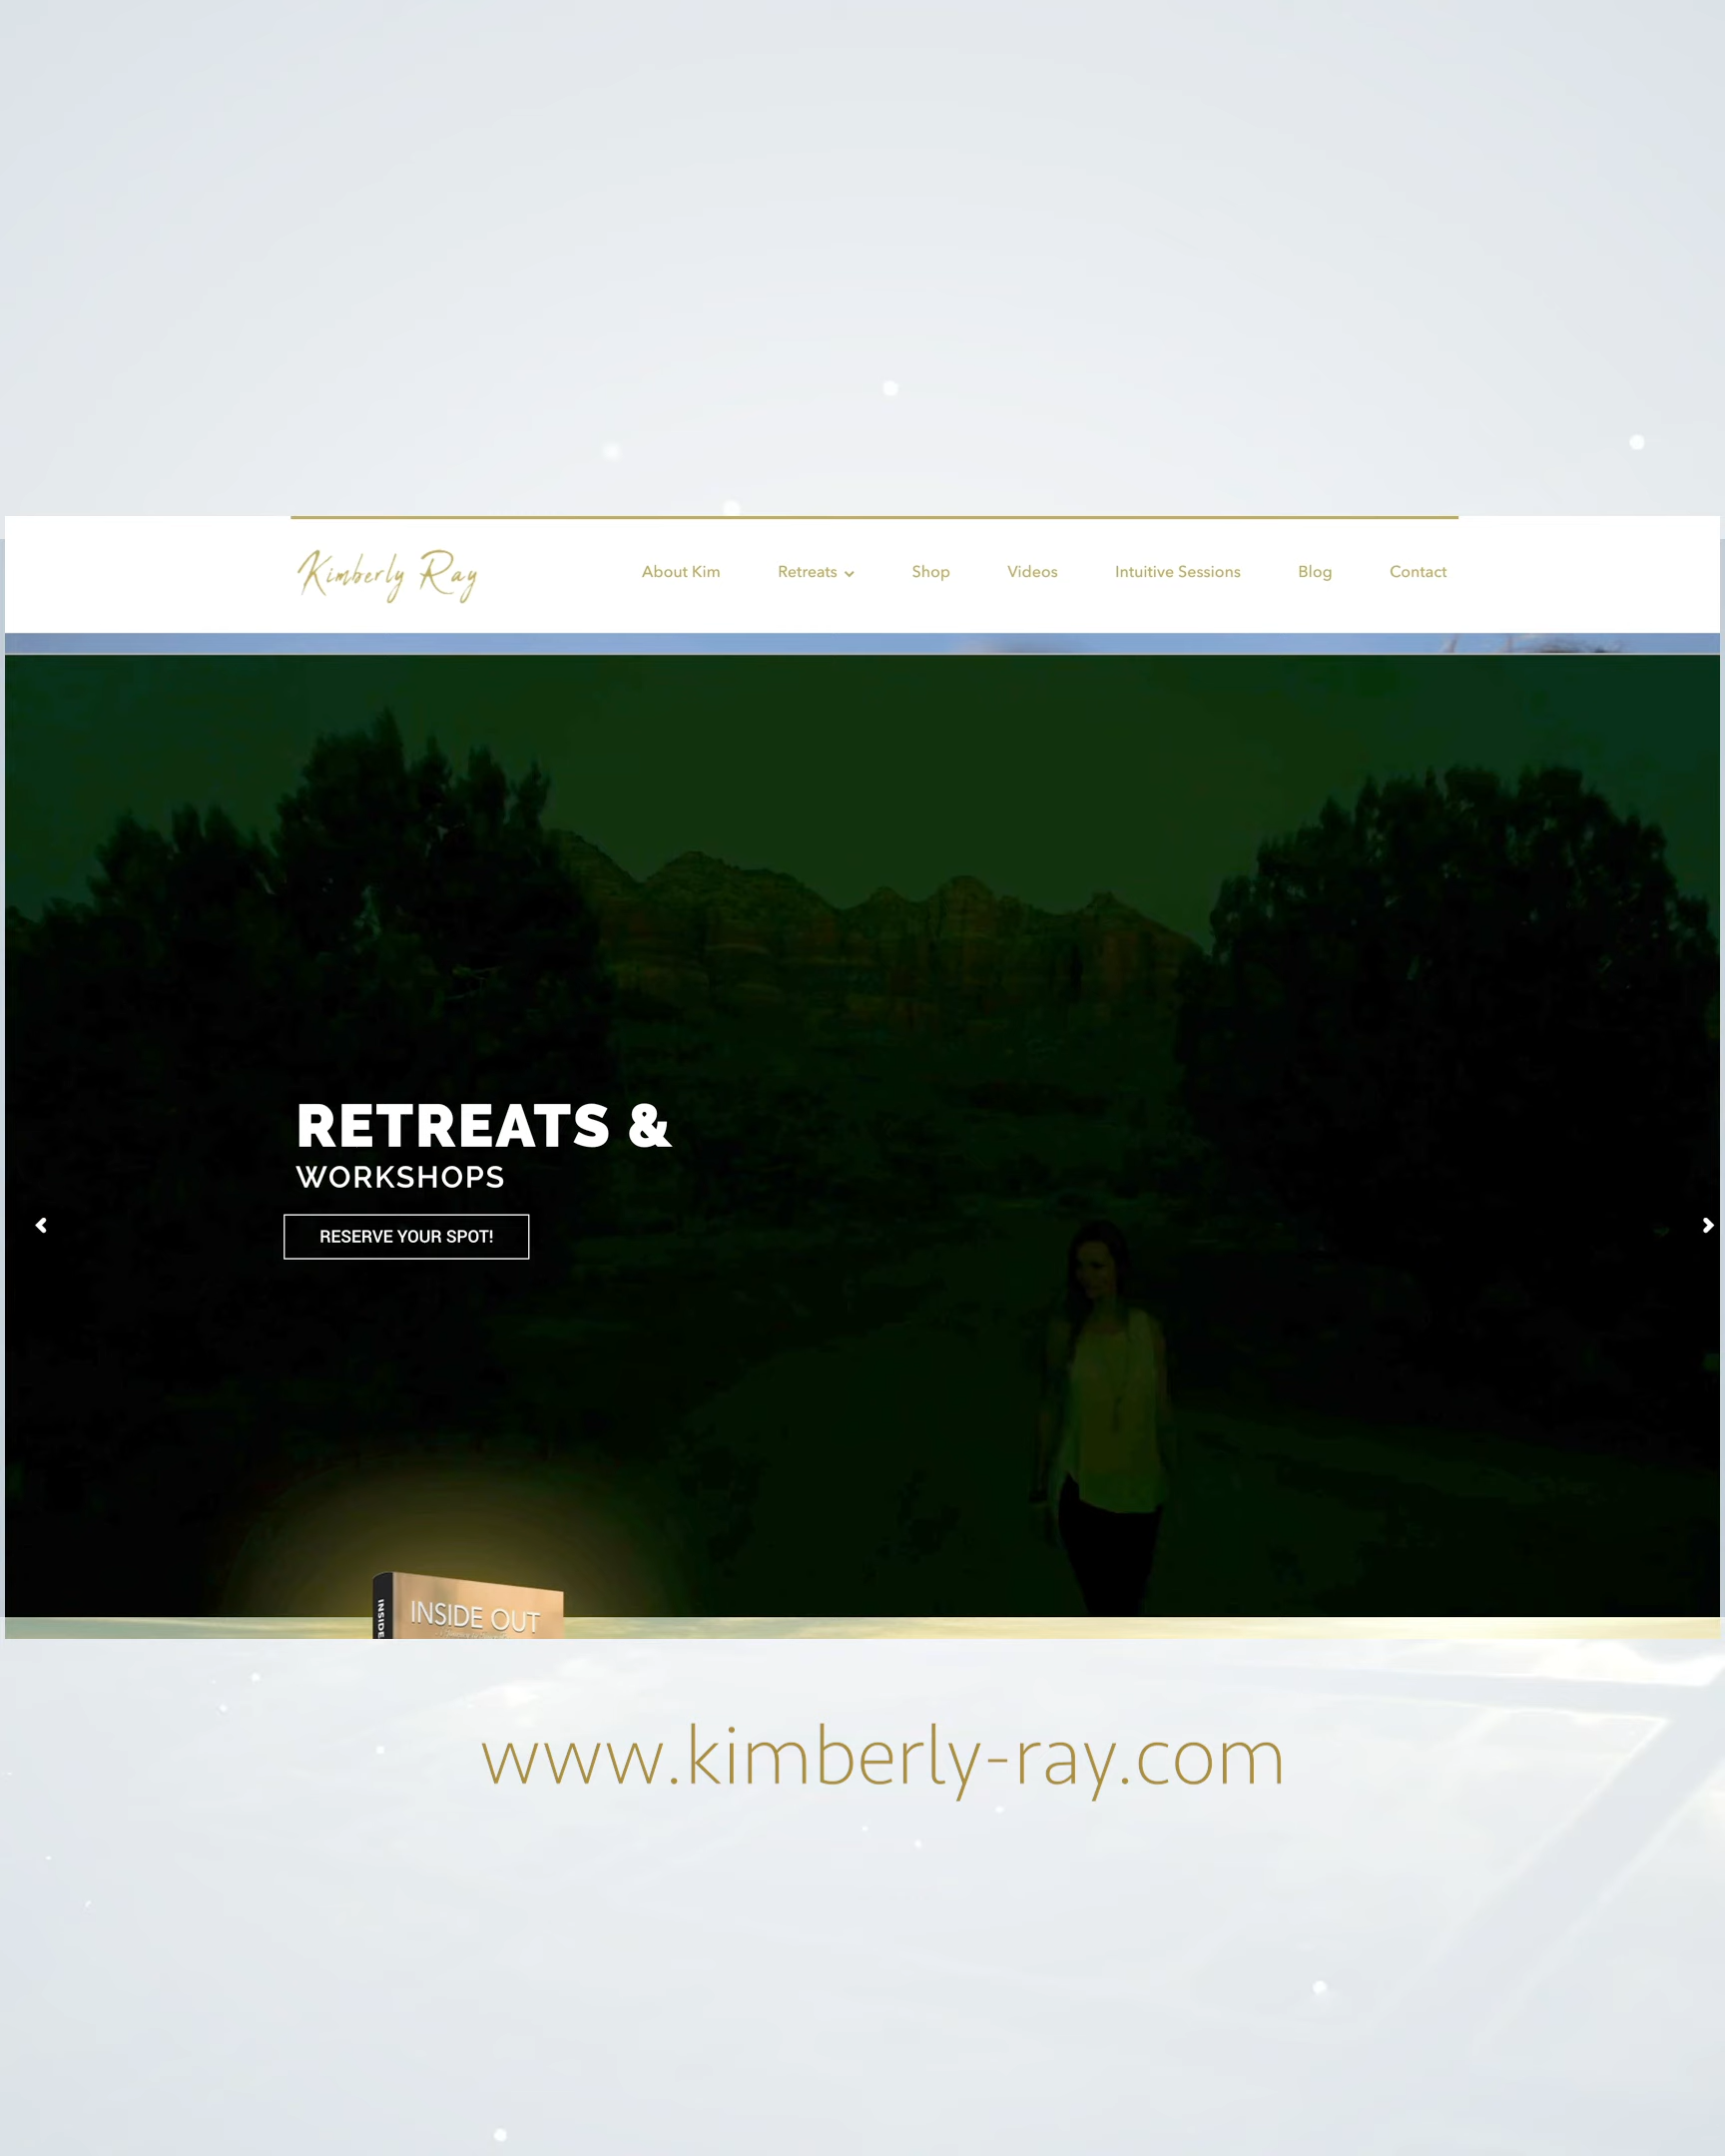 Kimberly Ray
About Kim Retreats Shop Videos Intuitive Sessions Blog Contact
RETREATS &
WORKSHOPS
RESERVE YOUR SPOT!
INSIDE OUT
INSIDE
www.kimberly-ray.com